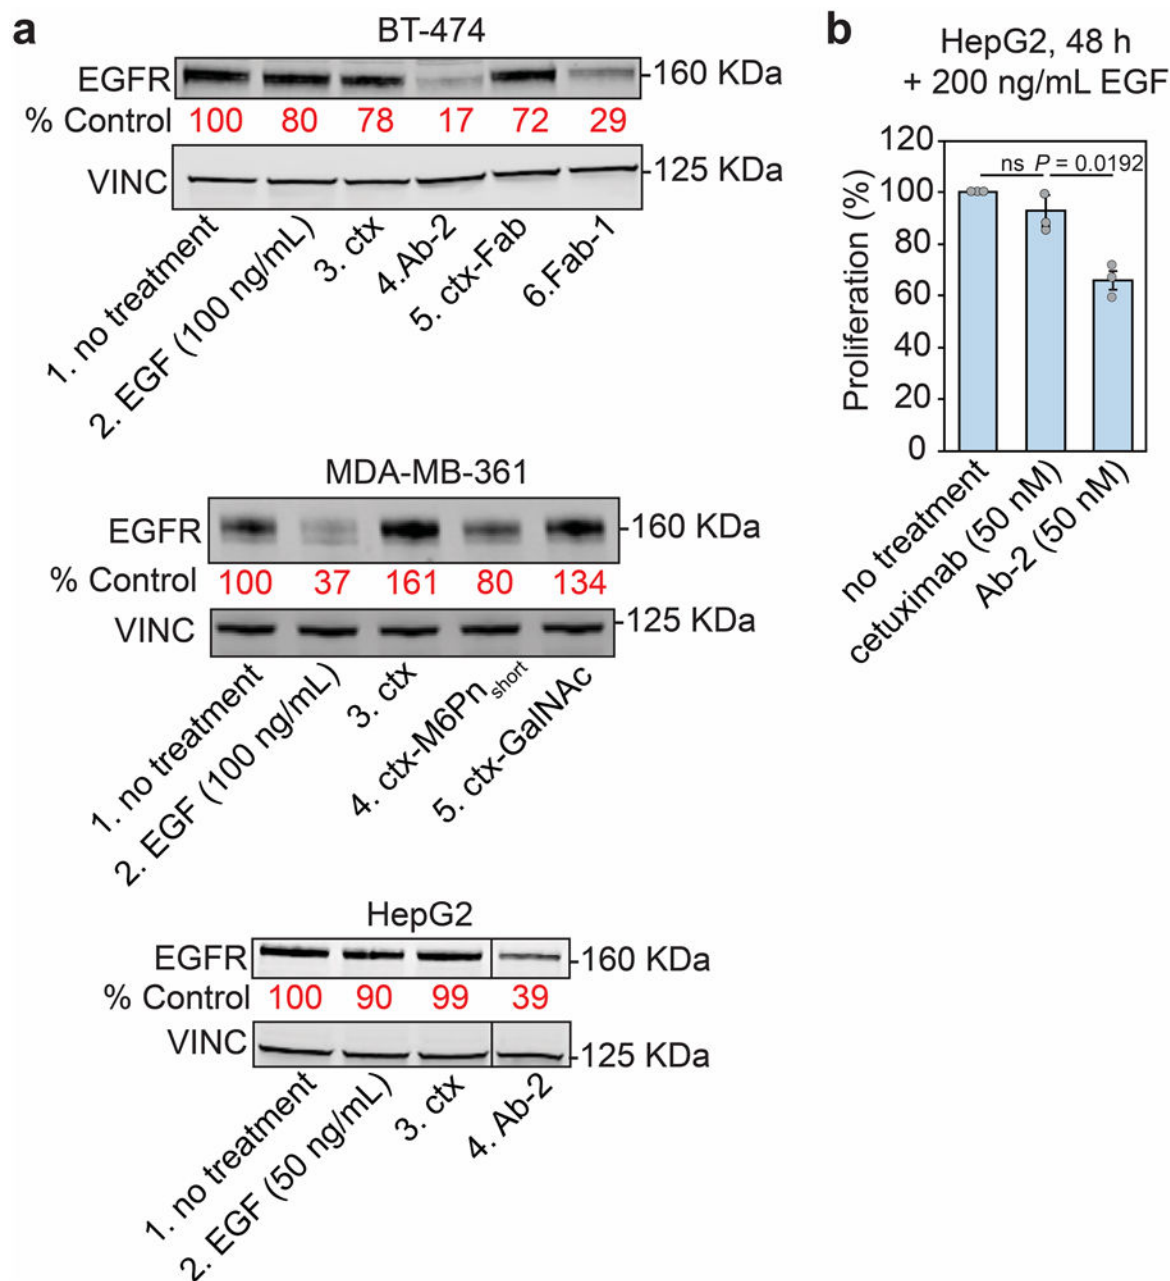 a
BT-474
EGFR
-160 KDa
% Control 100 80 78 17 72 29
VINC
-125 KDa
1. no treatment
2. EGF (100 ng/mL)
3. ctx
4.Ab-2
5. ctx-Fab
6.Fab-1
MDA-MB-361
EGFR
-160 KDa
% Control 100 37 161 80 134
VINC
-125 KDa
1. no treatment
2. EGF (100 ng/mL)
3. ctx
4. ctx-M6Pn short
5. ctx-GalNAc
HepG2
EGFR
-160 KDa
% Control 100 90 99 39
VINC
-125 KDa
1. no treatment
2. EGF (50 ng/mL)
3. ctx
4. Ab-2
b
HepG2, 48 h
+ 200 ng/mL EGF
Proliferation (%)
120
100
80
60
40
20
0
ns P = 0.0192
no treatment
cetuximab (50 nM)
Ab-2 (50 nM)